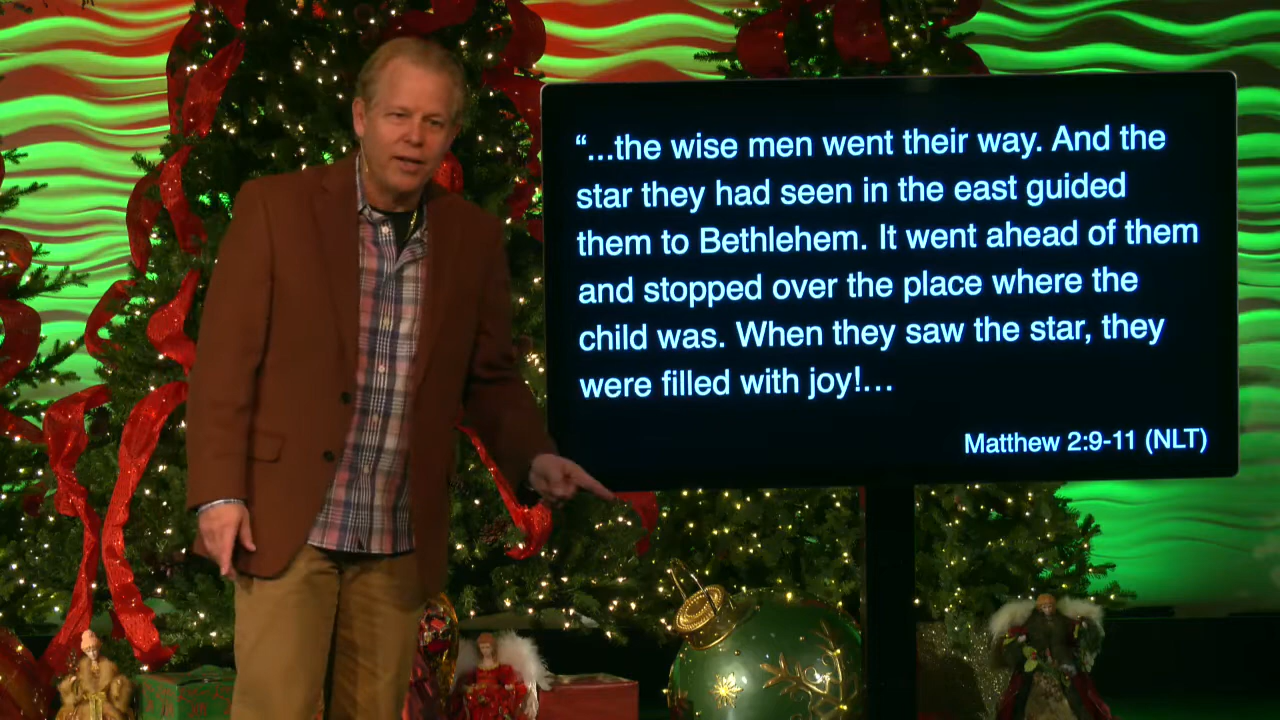 “...the wise men went their way. And the
star they had seen in the east guided
them to Bethlehem. It went ahead of them
and stopped over the place where the
child was. When they saw the star, they
were filled with joy!...
Matthew 2:9-11 (NLT)